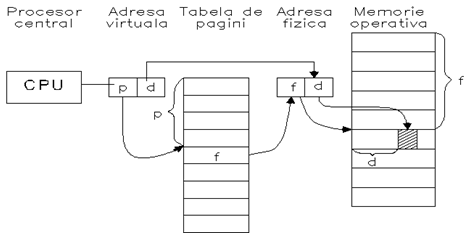 Procesor Adresa Tabela de Adresa Memorie
central virtuala pagini fizica operativa
CPU p d f d f
p
f
d